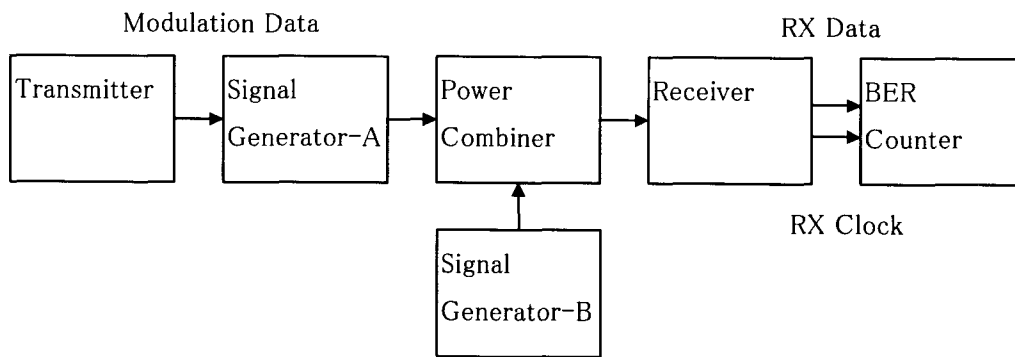 Modulation Data
RX Data
Transmitter
Signal
Generator-A
Power
Combiner
Receiver
BER
Counter
RX Clock
Signal
Generator-B